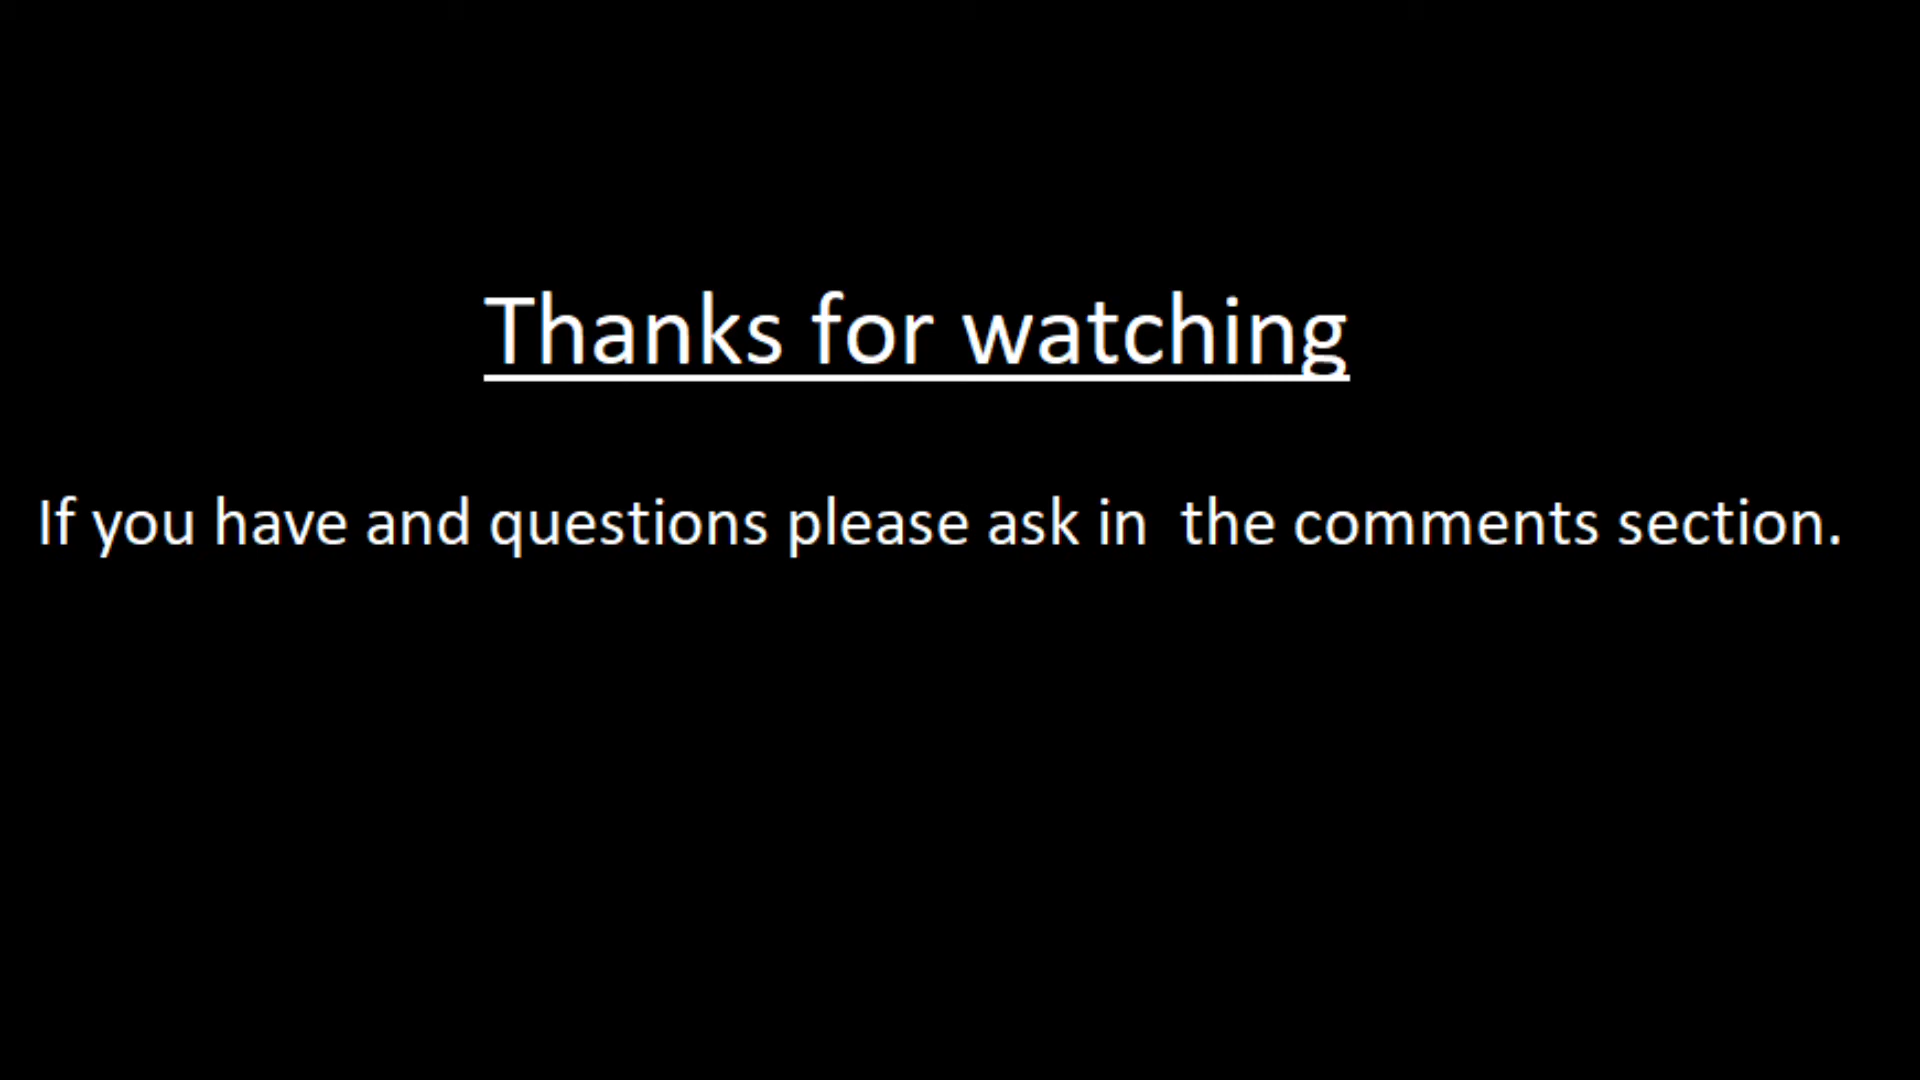 Thanks for watching
If you have and questions please ask in  the comments section.